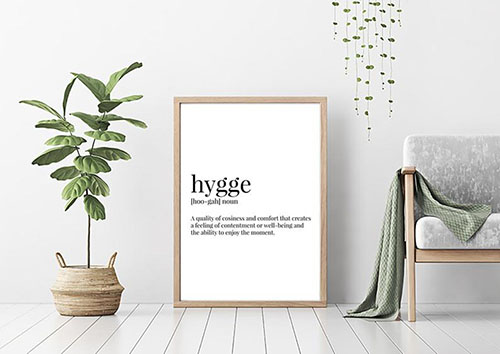 hygge
[hoo-gah] noun
A quality of cosiness and comfort that creates
a feeling of contentment or well-being and
the ability to enjoy the moment.